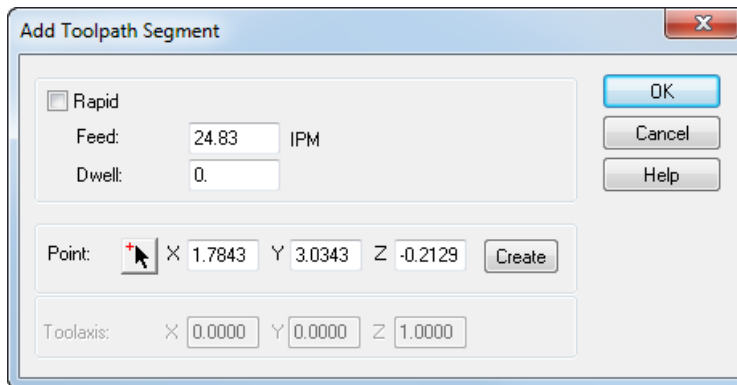 Add Toolpath Segment
Rapid
Feed: 24.83 IPM
Dwell: 0.
OK
Cancel
Help
Point: X 1.7843 Y 3.0343 Z -0.2129 Create
Toolaxis: X 0.0000 Y 0.0000 Z 1.0000